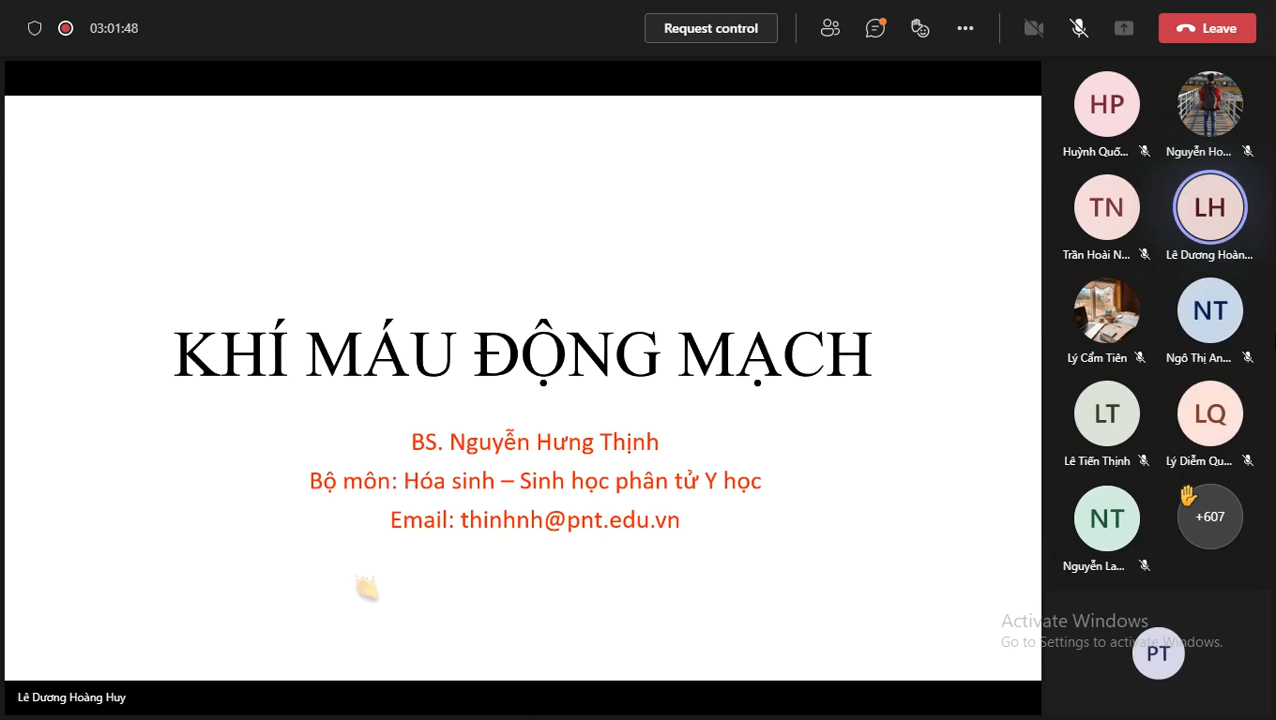 03:01:48
Request control
Leave
HP
Huỳnh Quố...
Nguyễn Ho...
TN
Trần Hoài N...
LH
Lê Dương Hoàn...
Lý Cẩm Tiên
NT
Ngô Thị An...
LT
Lê Tiến Thịnh
LQ
Lý Diễm Qu...
NT
Nguyễn La...
+607
PT
KHÍ MÁU ĐỘNG MẠCH
BS. Nguyễn Hưng Thịnh
Bộ môn: Hóa sinh – Sinh học phân tử Y học
Email: thinhnh@pnt.edu.vn
Activate Windows
Go to Settings to activate Windows.
Lê Dương Hoàng Huy